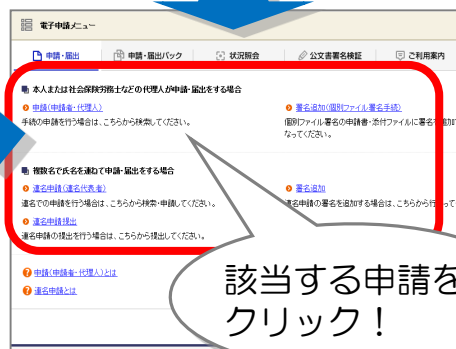 電子申請メニュー
申請・届出
申請・届出パック
状況照会
公文書署名検証
ご利用案内
本人または社会保険労務士などの代理人が申請・届出をする場合
申請(申請者・代理人)
手続の申請を行う場合は、こちらから検索してください。
署名追加(個別ファイル署名手続)
個別ファイル署名の申請書・添付ファイルに署名を追加
なってください。
複数名で氏名を連ねて申請・届出をする場合
連名申請(連名代表者)
連名での申請を行う場合は、こちらから検索・申請してください。
署名追加
連名申請の署名を追加する場合は、こちらから行って
連名申請提出
連名申請の提出を行う場合は、こちらから提出してください。
申請(申請者・代理人)とは
連名申請とは
該当する申請を
クリック！